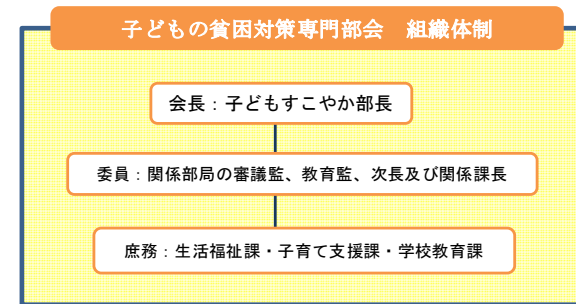 子どもの貧困対策専門部会　組織体制
会長：子どもすこやか部長
委員：関係部局の審議監、教育監、次長及び関係課長
庶務：生活福祉課・子育て支援課・学校教育課